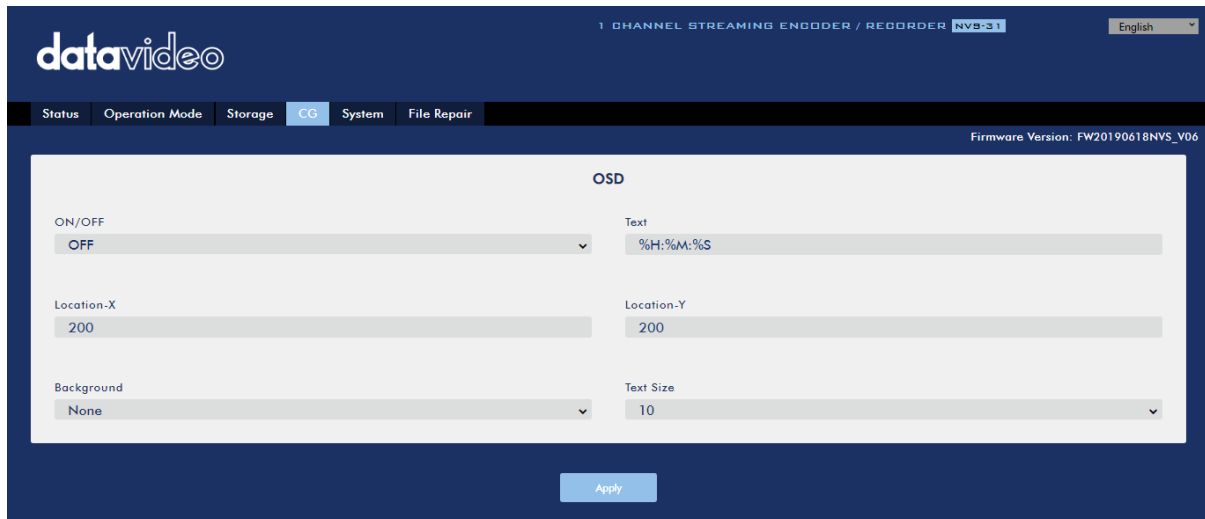 1 CHANNEL STREAMING ENCODER / RECORDER NVS-31
English
datavideo
Status Operation Mode Storage CG System File Repair
Firmware Version: FW20190618NVS_V06
OSD
ON/OFF Text
OFF %H:%M:%S
Location-X Location-Y
200 200
Background Text Size
None 10
Apply